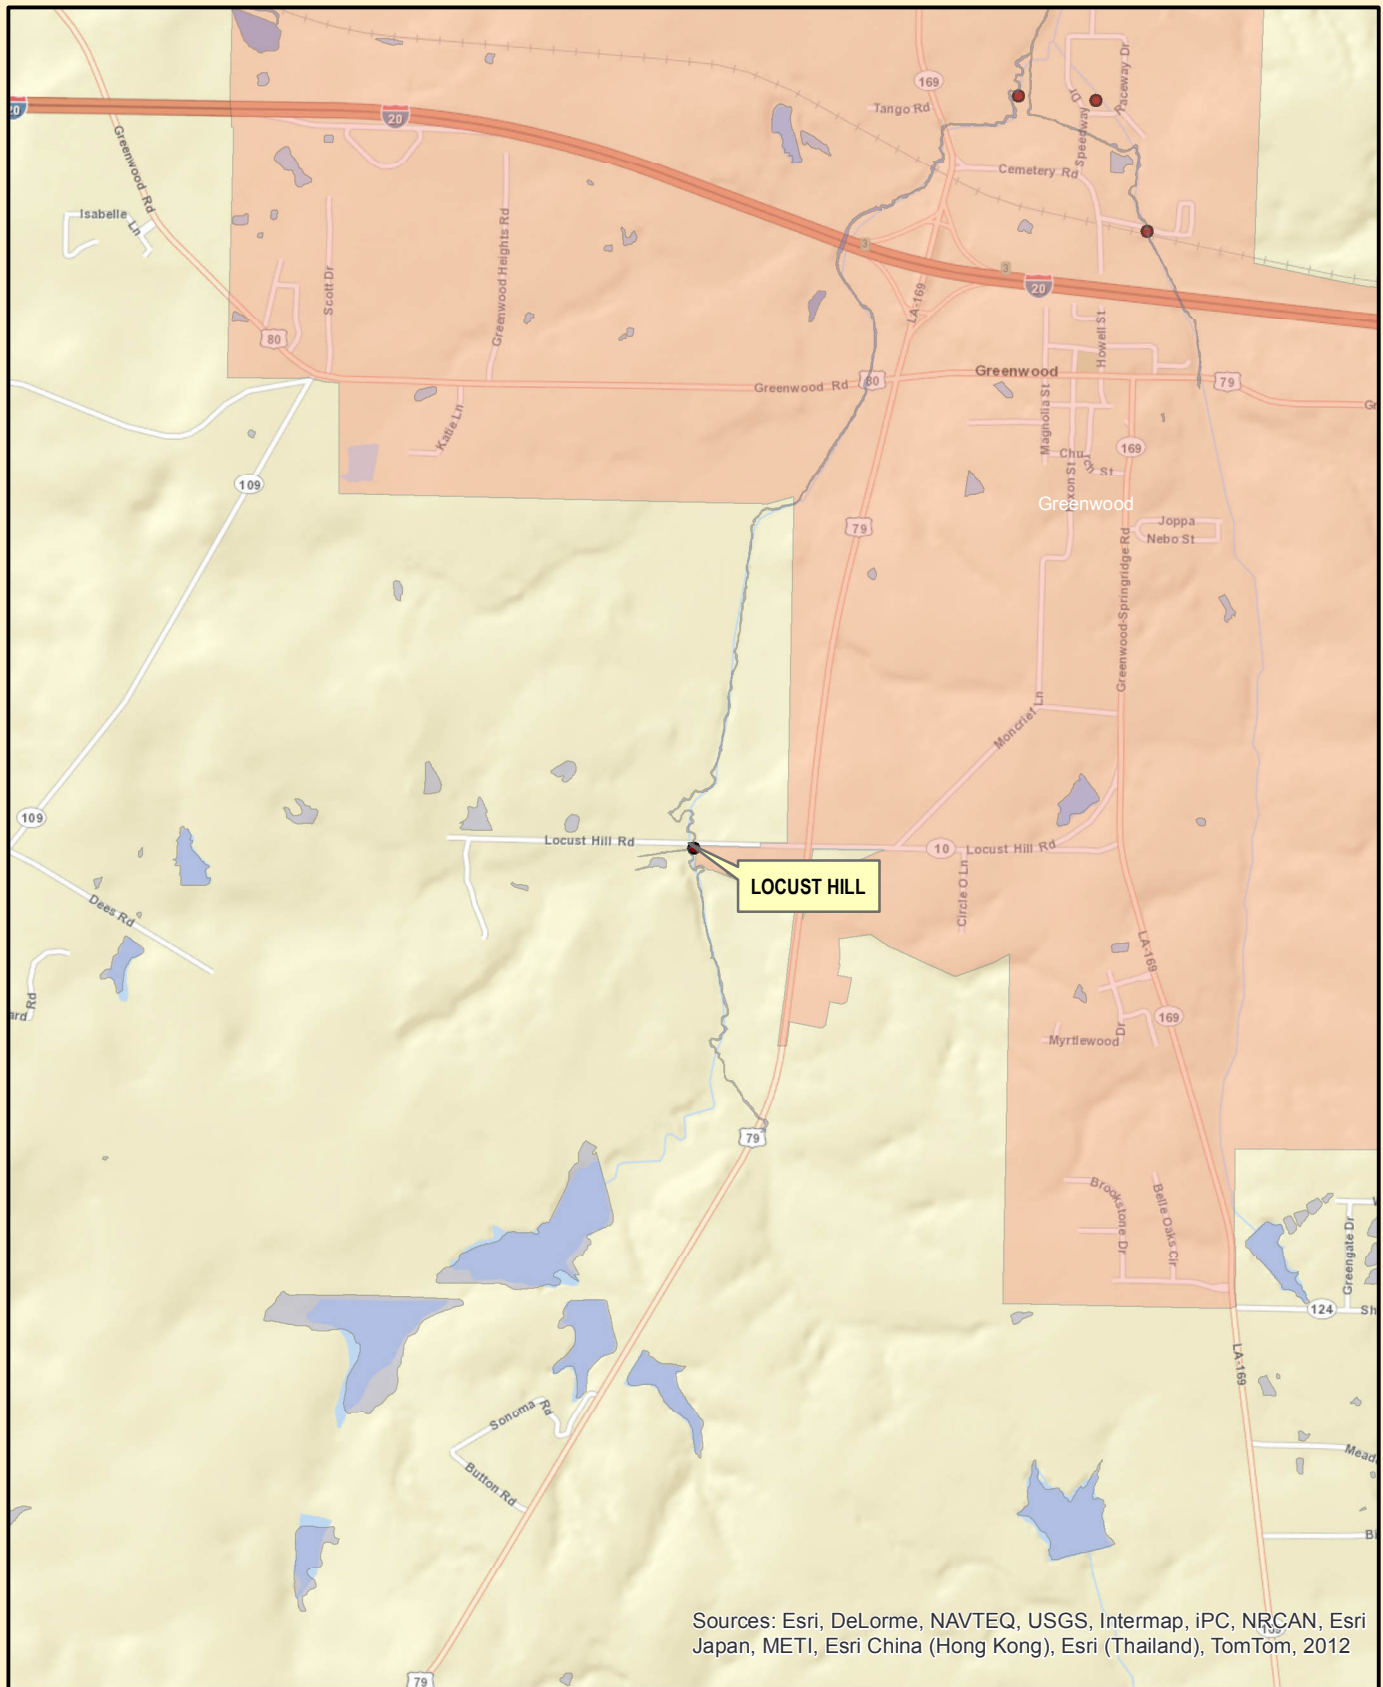 169
Tango Rd
Speedway Dr
Raceway Dr
20
20
Greenwood Rd
Cemetery Rd
Isabelle Ln
Scott Dr
Greenwood Heights Rd
3
3
20
LA-169
80
Howell St
Greenwood
80
79
Greenwood Rd
Katie Ln
Magnolia St
169
Church St
109
Greenwood
79
Joppa
Nebo St
Greenwood-Springridge Rd
Moncrief Ln
109
Locust Hill Rd
10
Locust Hill Rd
LOCUST HILL
Circle O Ln
Dees Rd
LA-169
Rd
169
Myrtlewood Dr
79
Brookstone Dr
Belle Oaks Cir
Greengate Dr
124
Sh
LA-169
Sonoma Rd
Button Rd
Sources: Esri, DeLorme, NAVTEQ, USGS, Intermap, iPC, NRCAN, Esri
Japan, METI, Esri China (Hong Kong), Esri (Thailand), TomTom, 2012
169
79